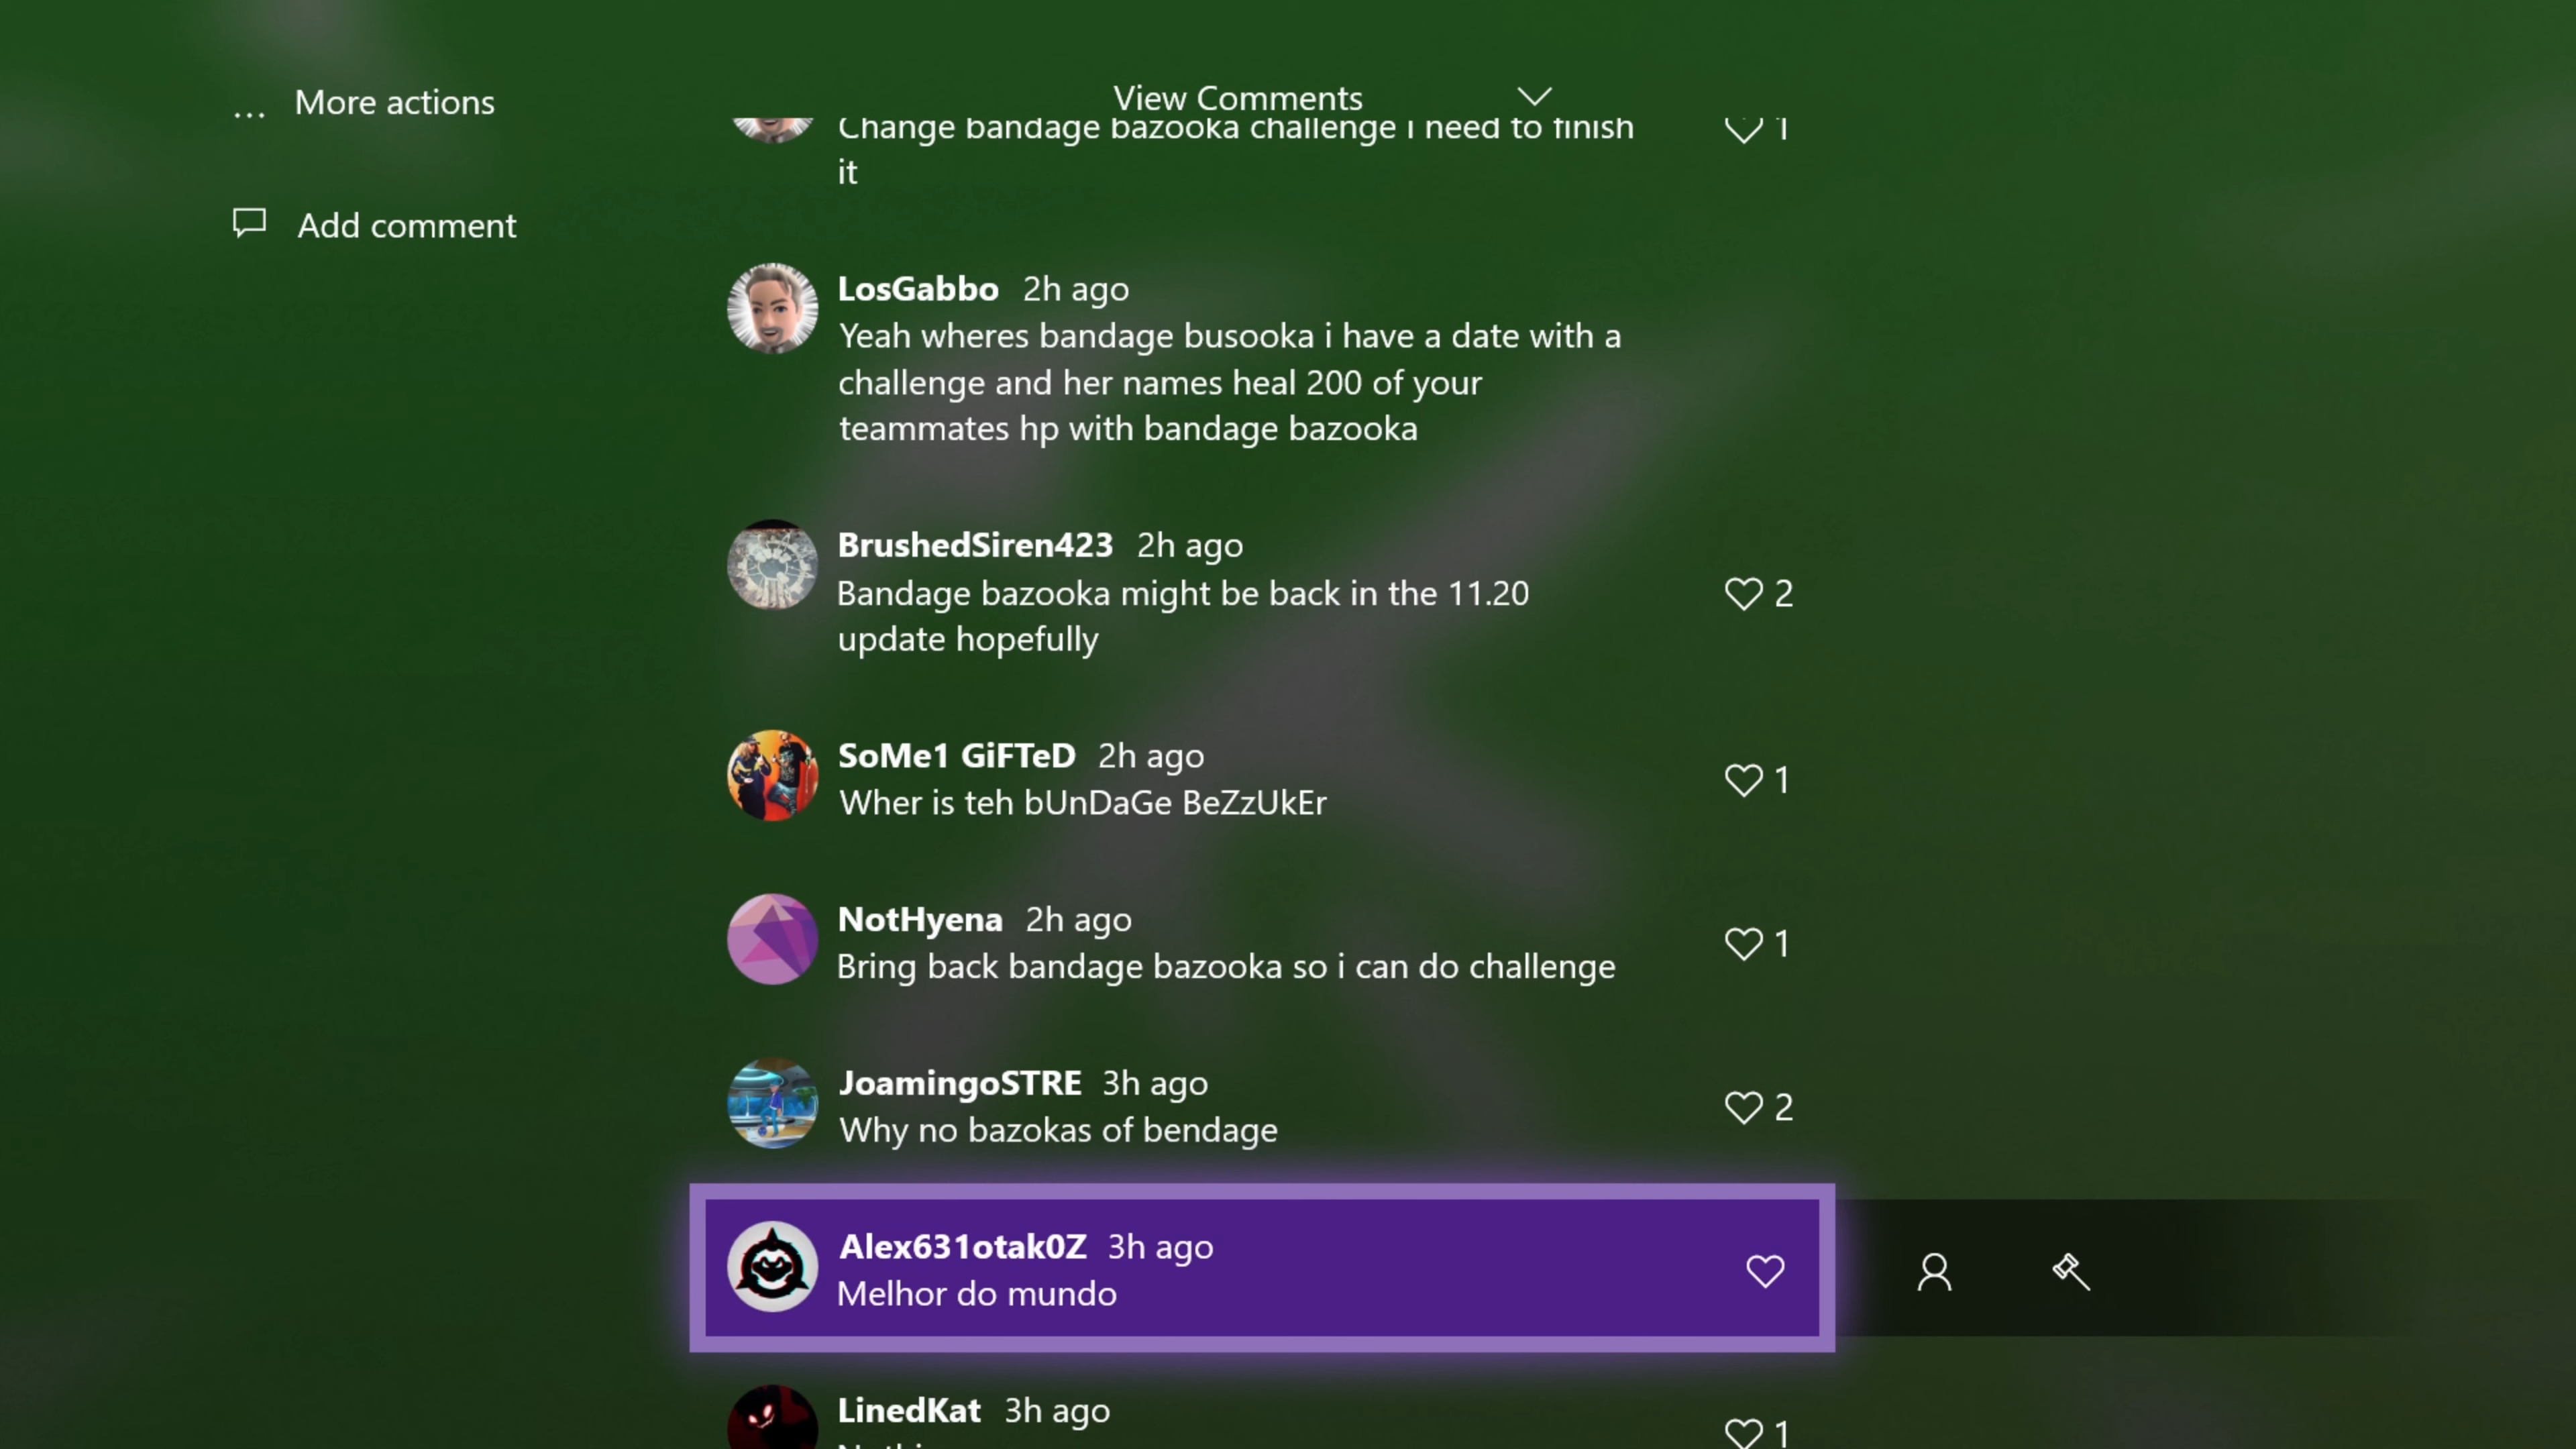 ... More actions
Add comment
View Comments
Change bandage bazooka challenge i need to finish
it
1
LosGabbo 2h ago
Yeah wheres bandage busooka i have a date with a
challenge and her names heal 200 of your
teammates hp with bandage bazooka
BrushedSiren423 2h ago
Bandage bazooka might be back in the 11.20
update hopefully
2
SoMe1 GiFTeD 2h ago
Wher is teh bUnDaGe BeZzUkEr
1
NotHyena 2h ago
Bring back bandage bazooka so i can do challenge
1
JoamingoSTRE 3h ago
Why no bazokas of bendage
2
Alex631otak0Z 3h ago
Melhor do mundo
LinedKat 3h ago
1